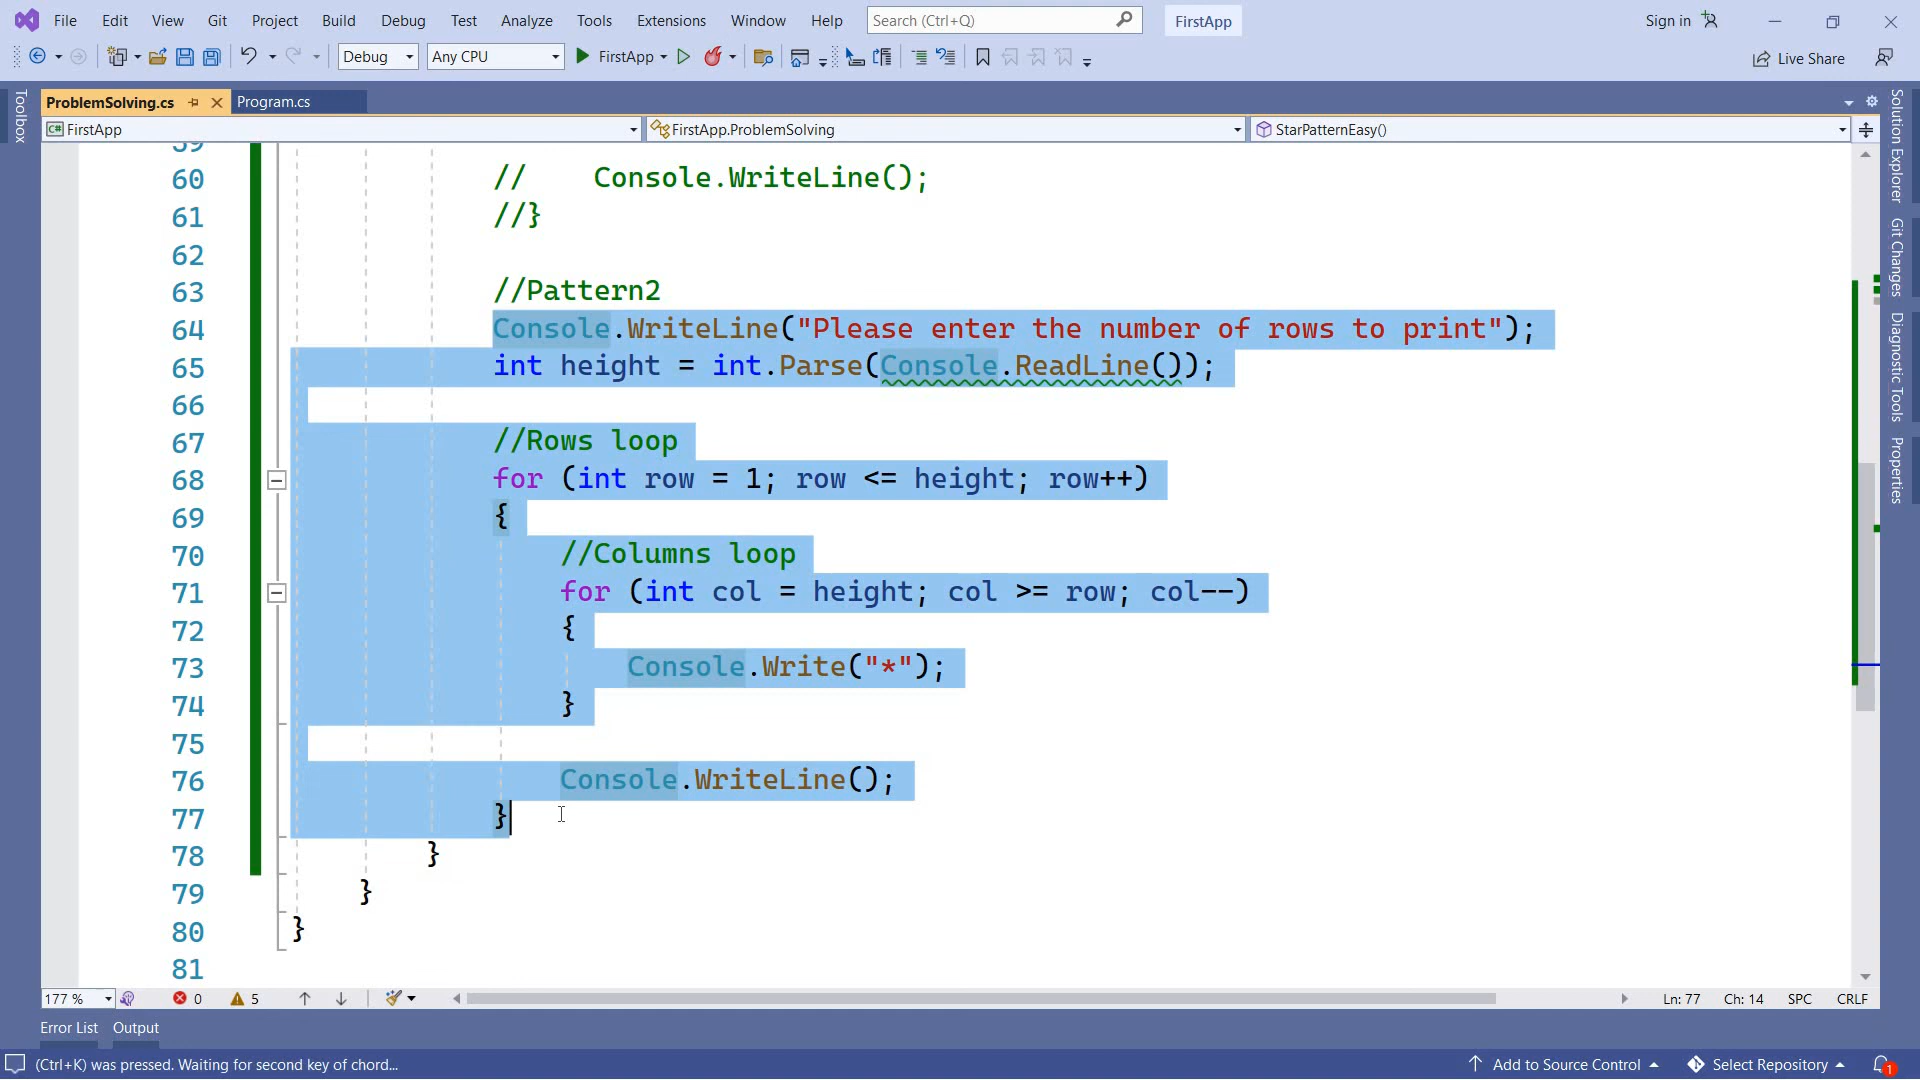 File Edit View Git Project Build Debug Test Analyze Tools Extensions Window Help Search (Ctrl+Q) FirstApp Sign in
Debug Any CPU FirstApp Live Share
Toolbox
ProblemSolving.cs Program.cs
C# FirstApp FirstApp.ProblemSolving StarPatternEasy()
59
60 //    Console.WriteLine();
61 //}
62
63 //Pattern2
64 Console.WriteLine("Please enter the number of rows to print");
65 int height = int.Parse(Console.ReadLine());
66
67 //Rows loop
68 for (int row = 1; row <= height; row++)
69 {
70 //Columns loop
71 for (int col = height; col >= row; col--)
72 {
73 Console.Write("*");
74 }
75
76 Console.WriteLine();
77 }
78 }
79 }
80 }
81
Solution Explorer
Git Changes
Diagnostic Tools
Properties
177 % 0 5 Ln: 77 Ch: 14 SPC CRLF
Error List Output
(Ctrl+K) was pressed. Waiting for second key of chord... Add to Source Control Select Repository 1